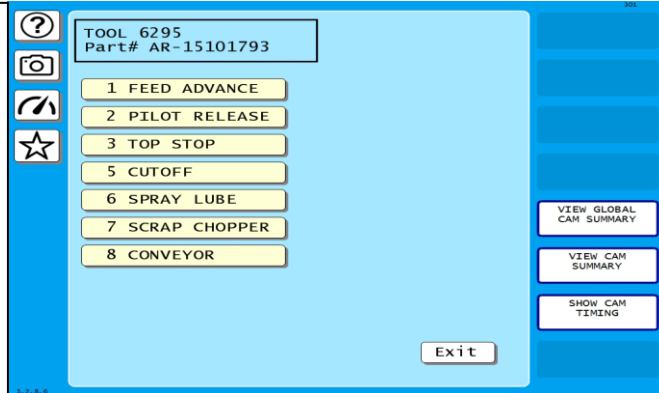 301
?
TOOL 6295
Part# AR-15101793
1 FEED ADVANCE
2 PILOT RELEASE
3 TOP STOP
5 CUTOFF
6 SPRAY LUBE
7 SCRAP CHOPPER
8 CONVEYOR
VIEW GLOBAL
CAM SUMMARY
VIEW CAM
SUMMARY
SHOW CAM
TIMING
Exit